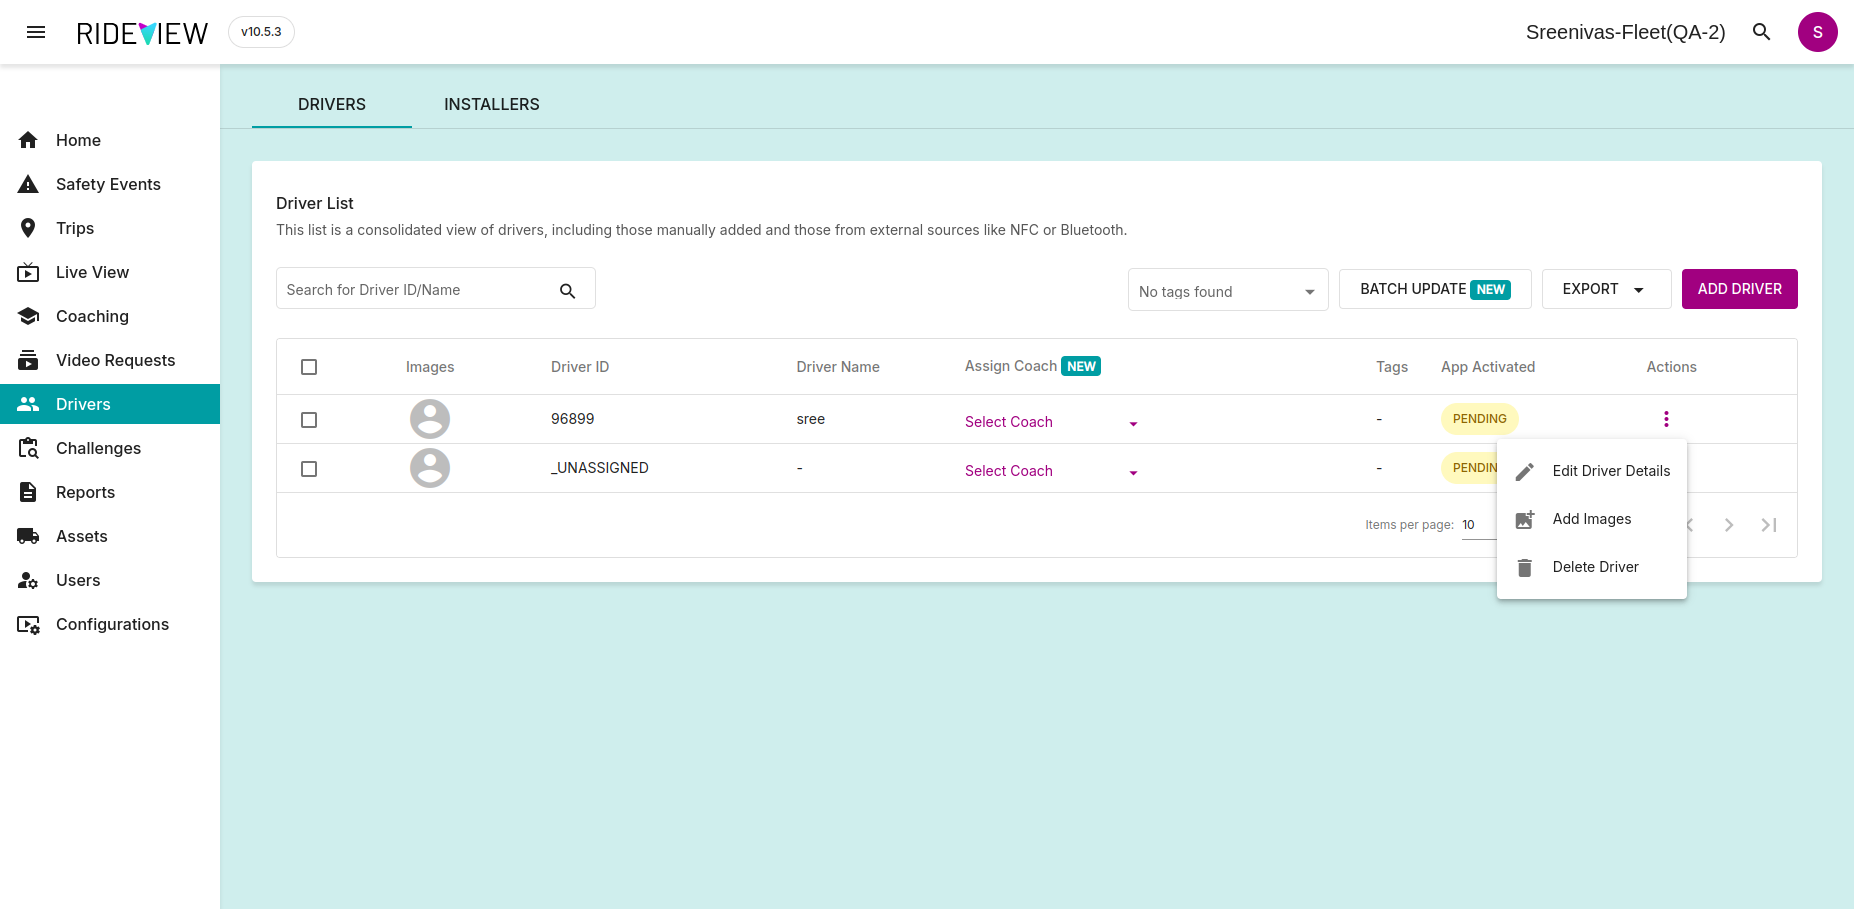 RIDEVIEW v10.5.3 Sreenivas-Fleet(QA-2) S
DRIVERS INSTALLERS
Home
Safety Events
Trips
Live View
Coaching
Video Requests
Drivers
Challenges
Reports
Assets
Users
Configurations
Driver List
This list is a consolidated view of drivers, including those manually added and those from external sources like NFC or Bluetooth.
Search for Driver ID/Name No tags found BATCH UPDATE NEW EXPORT ADD DRIVER
Images Driver ID Driver Name Assign Coach NEW Tags App Activated Actions
96899 sree Select Coach - PENDING
_UNASSIGNED - Select Coach - PENDIN
Items per page: 10
Edit Driver Details
Add Images
Delete Driver